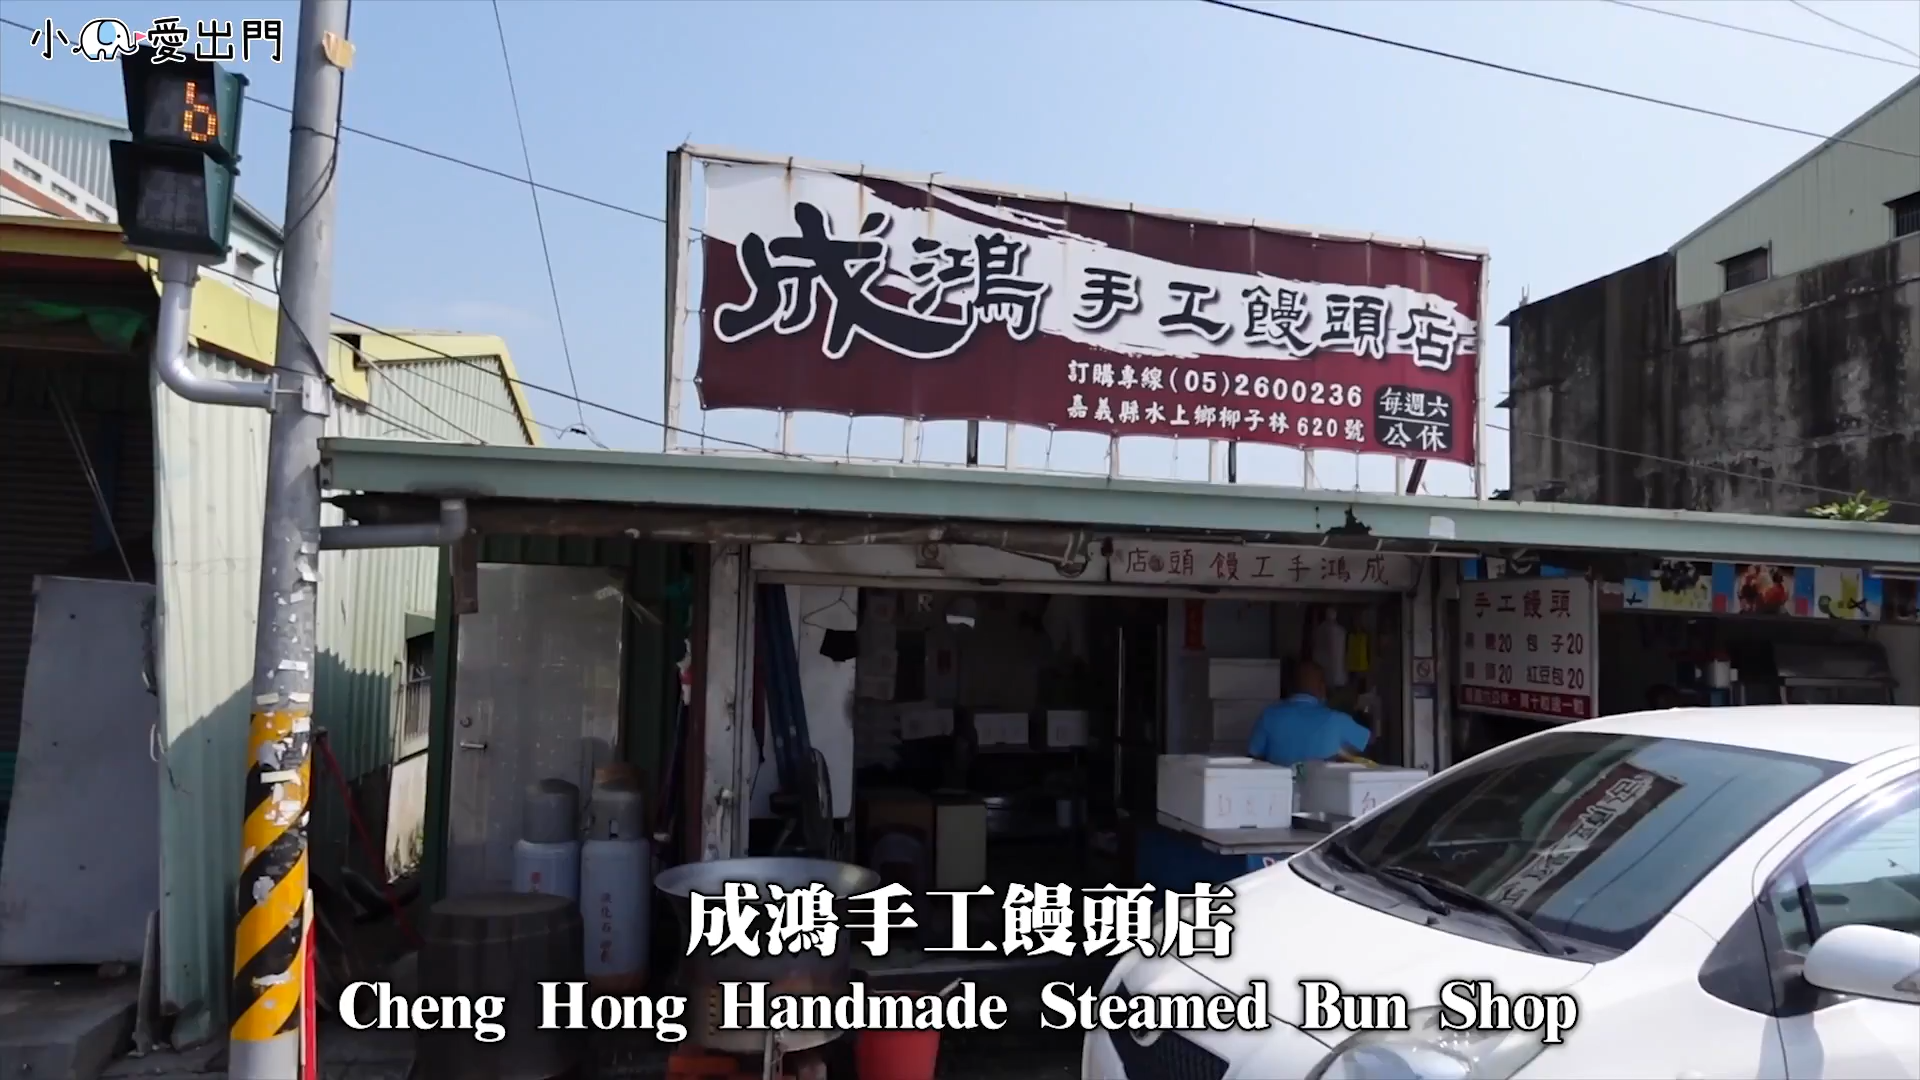 小愛出門
6
成鴻手工饅頭店
訂購專線(05)2600236
嘉義縣水上鄉柳子林620號
每週六
公休
店 頭饅工手鴻成
手工饅頭
20 包子20
20 紅豆包20
成鴻手工饅頭店
Cheng Hong Handmade Steamed Bun Shop